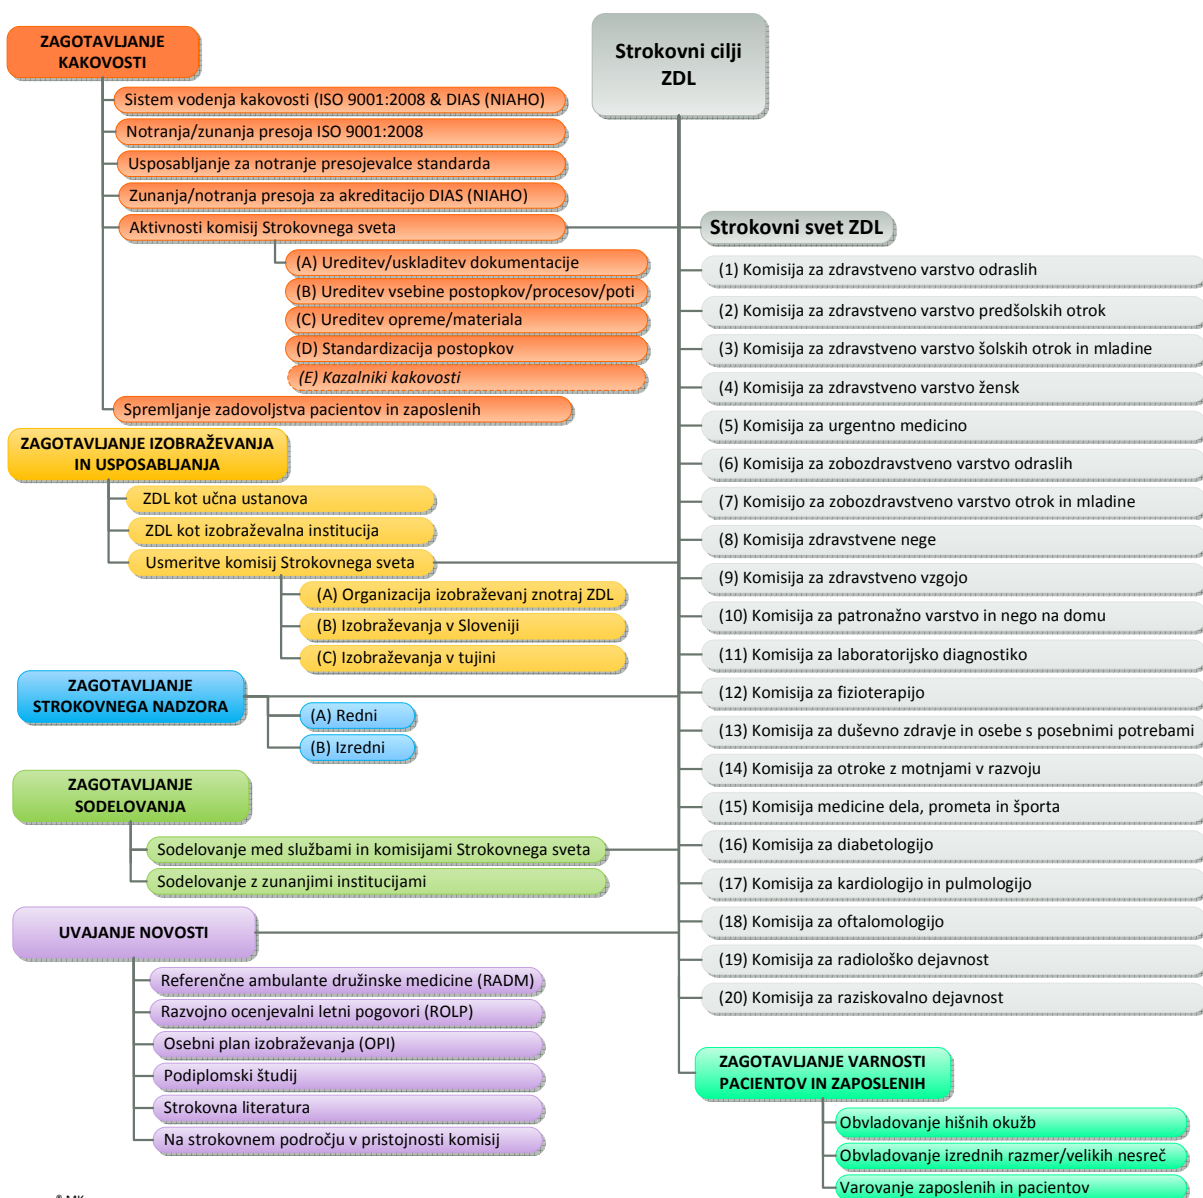 ZAGOTAVLJANJE
KAKOVOSTI
Sistem vodenja kakovosti (ISO 9001:2008 & DIAS (NIAHO)
Notranja/zunanja presoja ISO 9001:2008
Usposabljanje za notranje presojevalce standarda
Zunanja/notranja presoja za akreditacijo DIAS (NIAHO)
Aktivnosti komisij Strokovnega sveta
(A) Ureditev/uskladitev dokumentacije
(B) Ureditev vsebine postopkov/procesov/poti
(C) Ureditev opreme/materiala
(D) Standardizacija postopkov
(E) Kazalniki kakovosti
Spremljanje zadovoljstva pacientov in zaposlenih
ZAGOTAVLJANJE IZOBRAŽEVANJA
IN USPOSABLJANJA
ZDL kot učna ustanova
ZDL kot izobraževalna institucija
Usmeritve komisij Strokovnega sveta
(A) Organizacija izobraževanj znotraj ZDL
(B) Izobraževanja v Sloveniji
(C) Izobraževanja v tujini
ZAGOTAVLJANJE
STROKOVNEGA NADZORA
(A) Redni
(B) Izredni
ZAGOTAVLJANJE
SODELOVANJA
Sodelovanje med službami in komisijami Strokovnega sveta
Sodelovanje z zunanjimi institucijami
UVAJANJE NOVOSTI
Referenčne ambulante družinske medicine (RADM)
Razvojno ocenjevalni letni pogovori (ROLP)
Osebni plan izobraževanja (OPI)
Podiplomski študij
Strokovna literatura
Na strokovnem področju v pristojnosti komisij
Strokovni cilji
ZDL
Strokovni svet ZDL
(1) Komisija za zdravstveno varstvo odraslih
(2) Komisija za zdravstveno varstvo predšolskih otrok
(3) Komisija za zdravstveno varstvo šolskih otrok in mladine
(4) Komisija za zdravstveno varstvo žensk
(5) Komisija za urgentno medicino
(6) Komisija za zobozdravstveno varstvo odraslih
(7) Komisijo za zobozdravstveno varstvo otrok in mladine
(8) Komisija zdravstvene nege
(9) Komisija za zdravstveno vzgojo
(10) Komisija za patronažno varstvo in nego na domu
(11) Komisija za laboratorijsko diagnostiko
(12) Komisija za fizioterapijo
(13) Komisija za duševno zdravje in osebe s posebnimi potrebami
(14) Komisija za otroke z motnjami v razvoju
(15) Komisija medicine dela, prometa in športa
(16) Komisija za diabetologijo
(17) Komisija za kardiologijo in pulmologijo
(18) Komisija za oftalomologijo
(19) Komisija za radiološko dejavnost
(20) Komisija za raziskovalno dejavnost
ZAGOTAVLJANJE VARNOSTI
PACIENTOV IN ZAPOSLENIH
Obvladovanje hišnih okužb
Obvladovanje izrednih razmer/velikih nesreč
Varovanje zaposlenih in pacientov